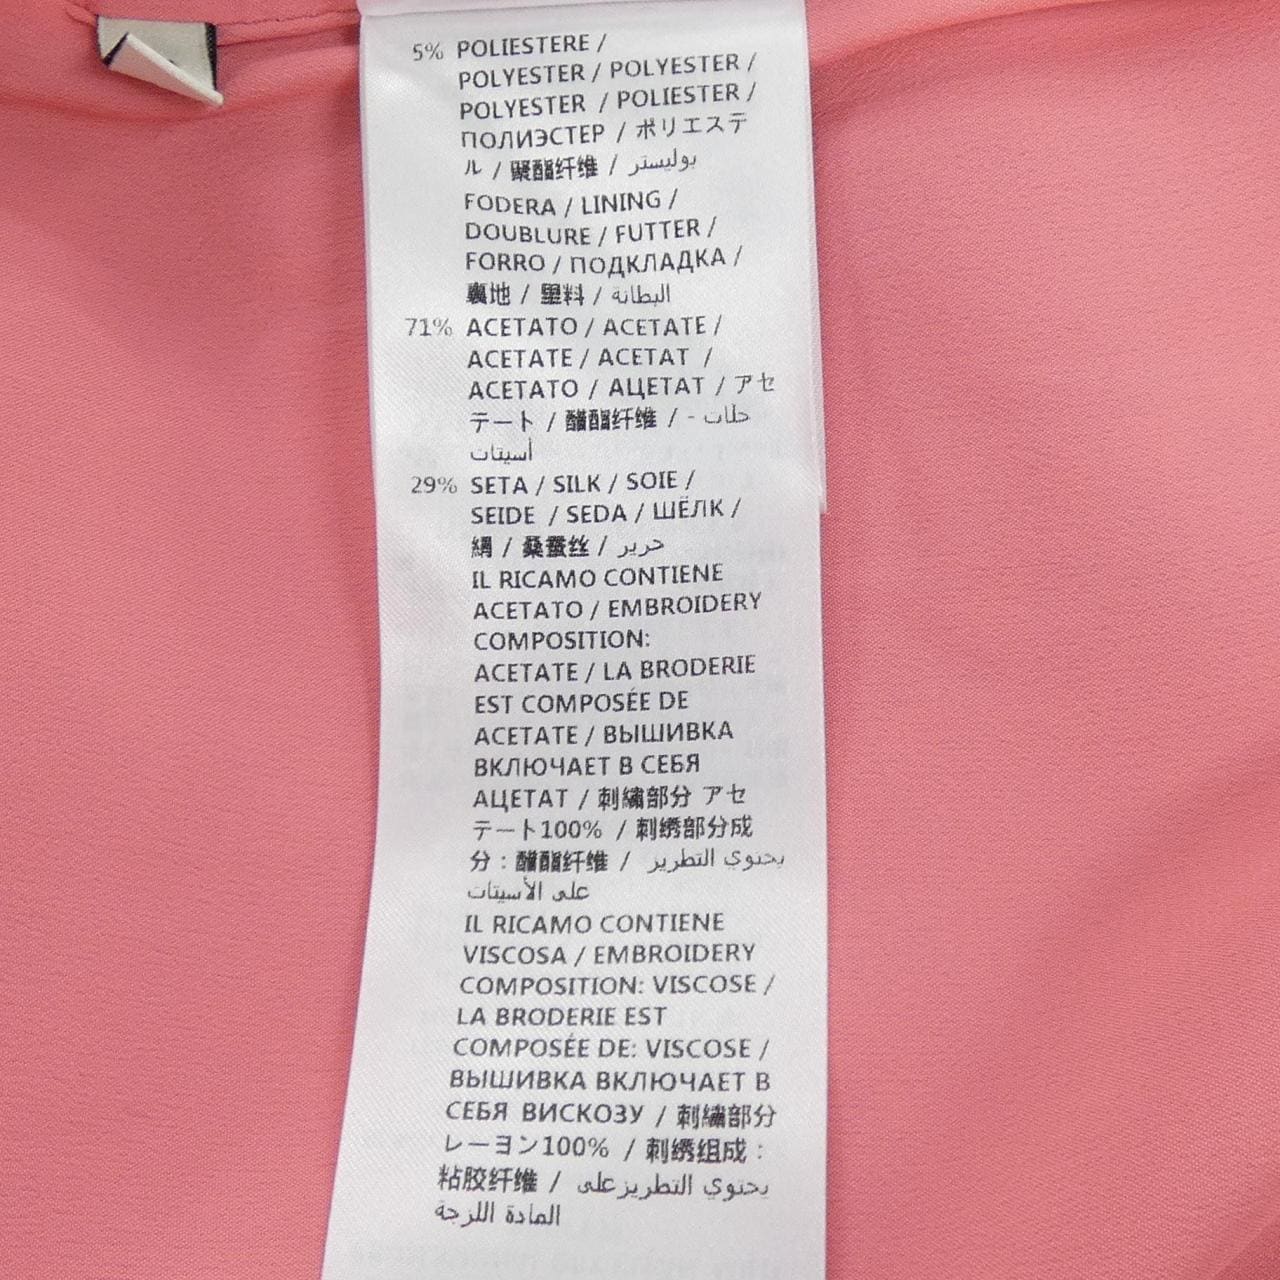 5% POLIESTERE /
POLYESTER / POLYESTER /
POLYESTER / POLIESTER /
ПОЛИЭСТЕР / ポリエステ
ル / 聚酯纤维 / بوليستر
FODERA / LINING /
DOUBLURE / FUTTER /
FORRO / ПОДКЛАДКА /
裏地 / 里料 / البطانة
71% ACETATO / ACETATE /
ACETATE / ACETAT /
ACETATO / АЦЕТАТ / アセ
テート / 醋酯纤维 / خلات -
أسيتات
29% SETA / SILK / SOIE /
SEIDE / SEDA / ШЁЛК /
絹 / 桑蚕丝 / حرير
IL RICAMO CONTIENE
ACETATO / EMBROIDERY
COMPOSITION:
ACETATE / LA BRODERIE
EST COMPOSÉE DE
ACETATE / ВЫШИВКА
ВКЛЮЧАЕТ В СЕБЯ
АЦЕТАТ / 刺繍部分 アセ
テート100% / 刺绣部分成
分：醋酯纤维 / يحتوي التطريز
على الأسيتات
IL RICAMO CONTIENE
VISCOSA / EMBROIDERY
COMPOSITION: VISCOSE /
LA BRODERIE EST
COMPOSÉE DE: VISCOSE /
ВЫШИВКА ВКЛЮЧАЕТ В
СЕБЯ ВИСКОЗУ / 刺繍部分
レーヨン100% / 刺绣组成：
粘胶纤维 / يحتوي التطريزعلى
المادة اللزجة